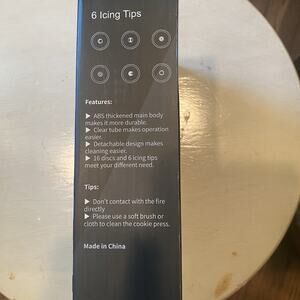 6 Icing Tips
Features:
▶ ABS thickened main body
makes it more durable.
▶ Clear tube makes operation
easier.
▶ Detachable design makes
cleaning easier.
▶ 16 discs and 6 icing tips
meet your different need.
Tips:
▶ Don't contact with the fire
directly
▶ Please use a soft brush or
cloth to clean the cookie press.
Made in China